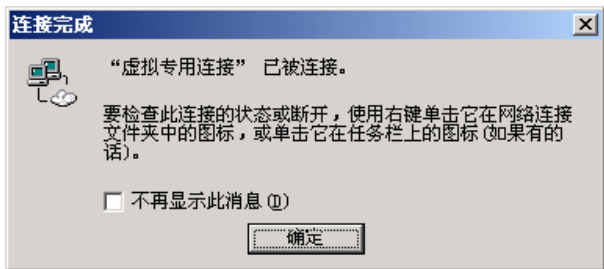 连接完成
“虚拟专用连接” 已被连接。
要检查此连接的状态或断开，使用右键单击它在网络连接
文件夹中的图标，或单击它在任务栏上的图标(如果有的
话)。
不再显示此消息(D)
确定